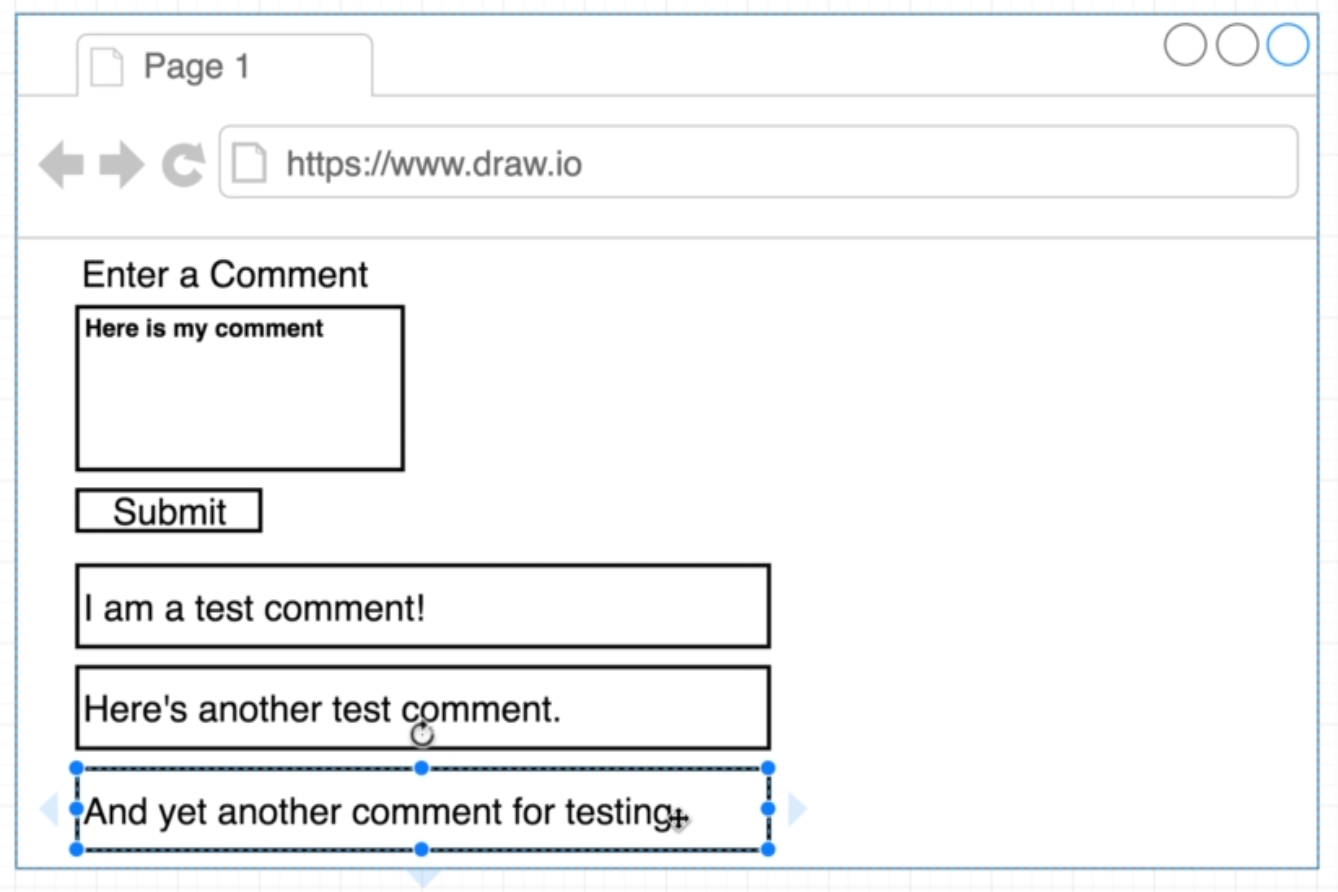 Page 1
https://www.draw.io
Enter a Comment
Here is my comment
Submit
I am a test comment!
Here's another test comment.
And yet another comment for testing